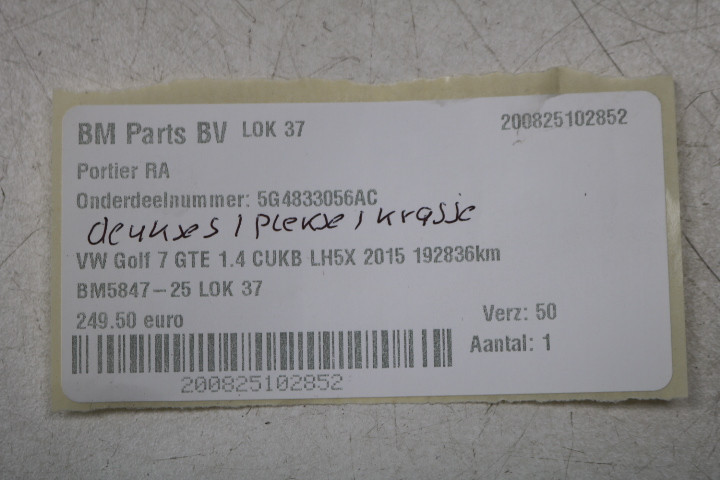 BM Parts BV LOK 37 200825102852
Portier RA
Onderdeelnummer: 5G4833056AC
deukjes / plekje / krasje
VW Golf 7 GTE 1.4 CUKB LH5X 2015 192836km
BM5847-25 LOK 37
249.50 euro Verz: 50
Aantal: 1
200825102852